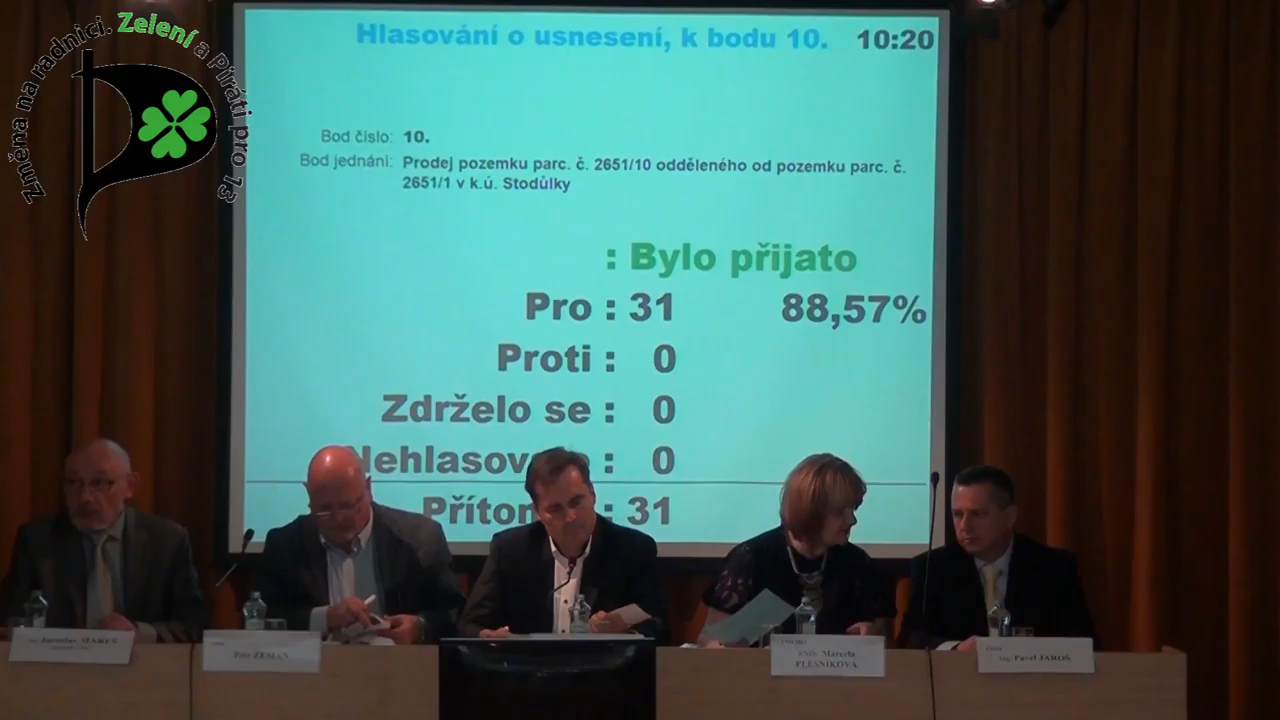 Změna na radnici. Zelení a Piráti pro 13
Hlasování o usnesení, k bodu 10. 10:20
Bod číslo: 10.
Bod jednání: Prodej pozemku parc. č. 2651/10 odděleného od pozemku parc. č.
2651/1 v k.ú. Stodůlky
: Bylo přijato
Pro : 31 88,57%
Proti : 0
Zdrželo se : 0
: 0
: 31
Petr ZEMAN
Marcela
PLESNÍKOVÁ
Ing. Pavel JAROŠ